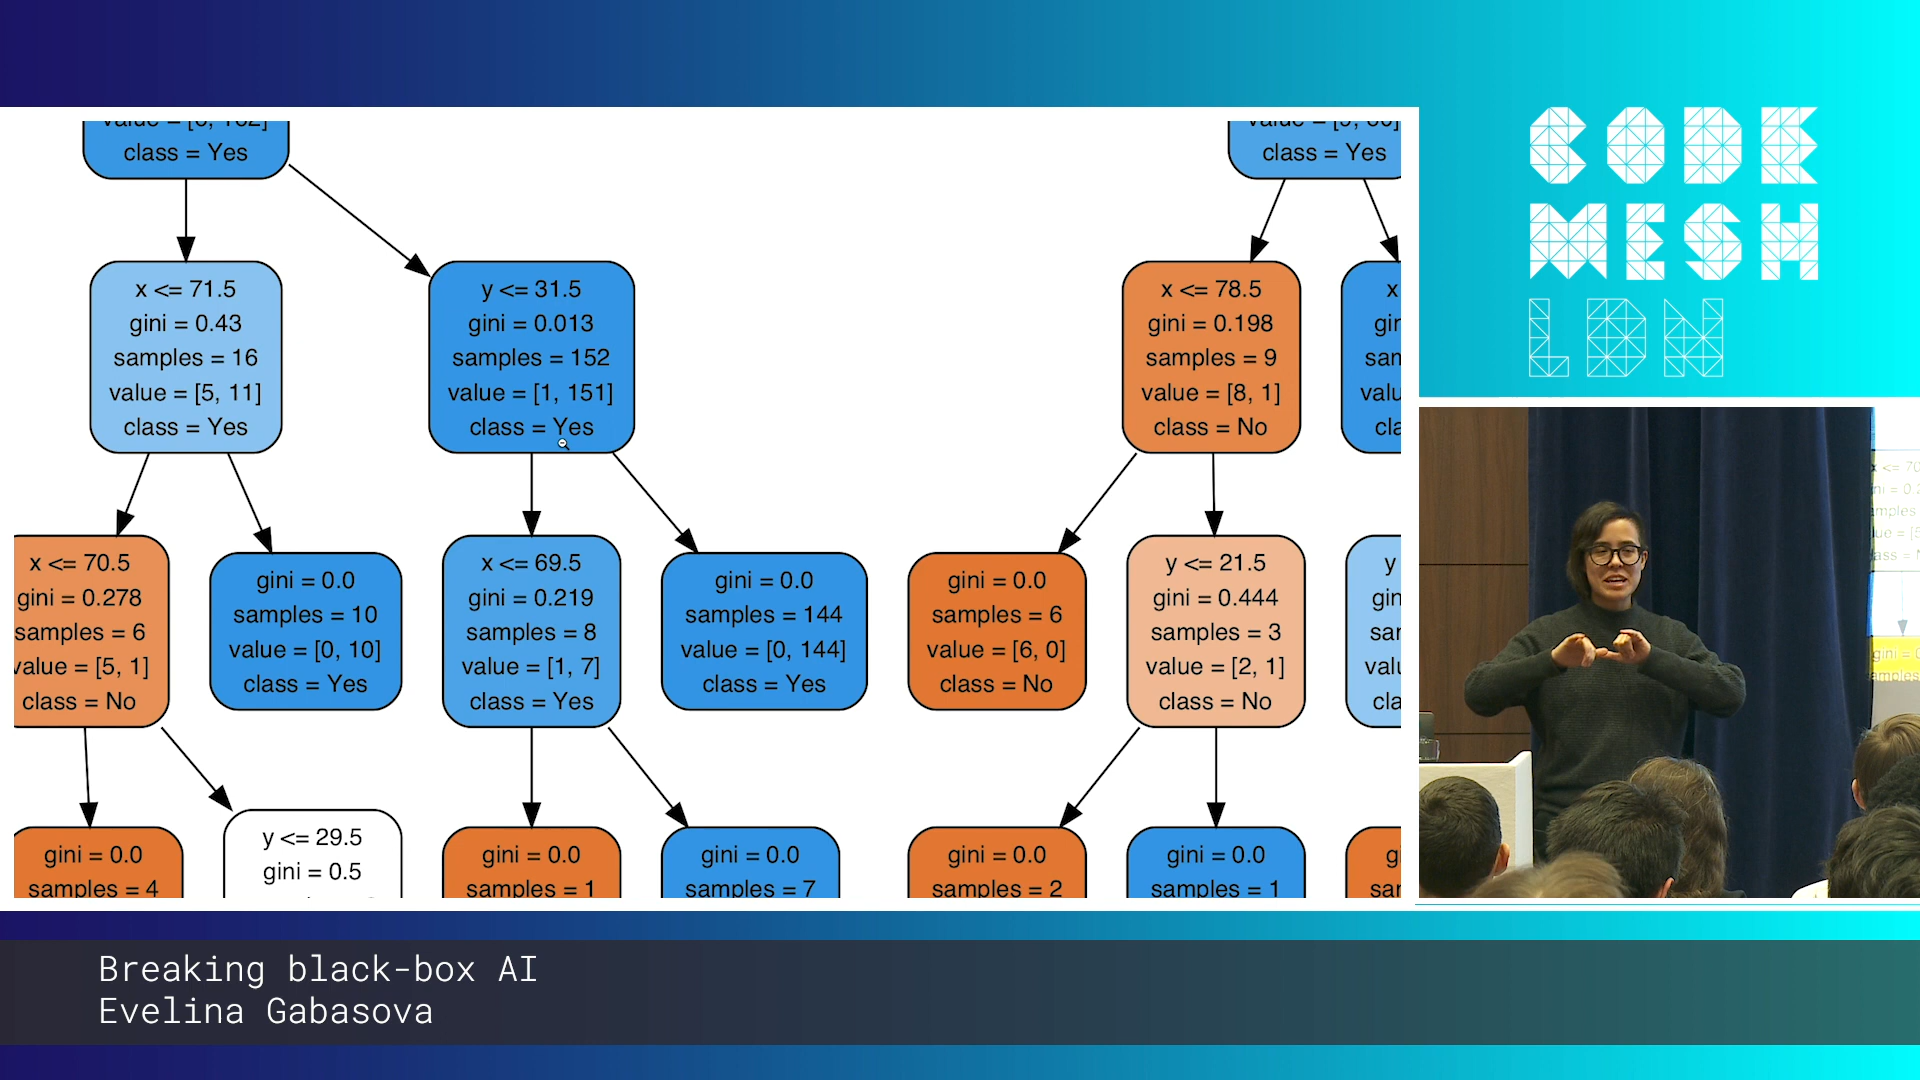 class = Yes
class = Yes
x <= 71.5
gini = 0.43
samples = 16
value = [5, 11]
class = Yes
y <= 31.5
gini = 0.013
samples = 152
value = [1, 151]
class = Yes
x <= 78.5
gini = 0.198
samples = 9
value = [8, 1]
class = No
x
x <= 70.5
gini = 0.278
samples = 6
value = [5, 1]
class = No
gini = 0.0
samples = 10
value = [0, 10]
class = Yes
x <= 69.5
gini = 0.219
samples = 8
value = [1, 7]
class = Yes
gini = 0.0
samples = 144
value = [0, 144]
class = Yes
gini = 0.0
samples = 6
value = [6, 0]
class = No
y <= 21.5
gini = 0.444
samples = 3
value = [2, 1]
class = No
y
gini = 0.0
samples = 4
y <= 29.5
gini = 0.5
gini = 0.0
samples = 1
gini = 0.0
samples = 7
gini = 0.0
samples = 2
gini = 0.0
samples = 1
CODE
MESH
LDN
Breaking black-box AI
Evelina Gabasova